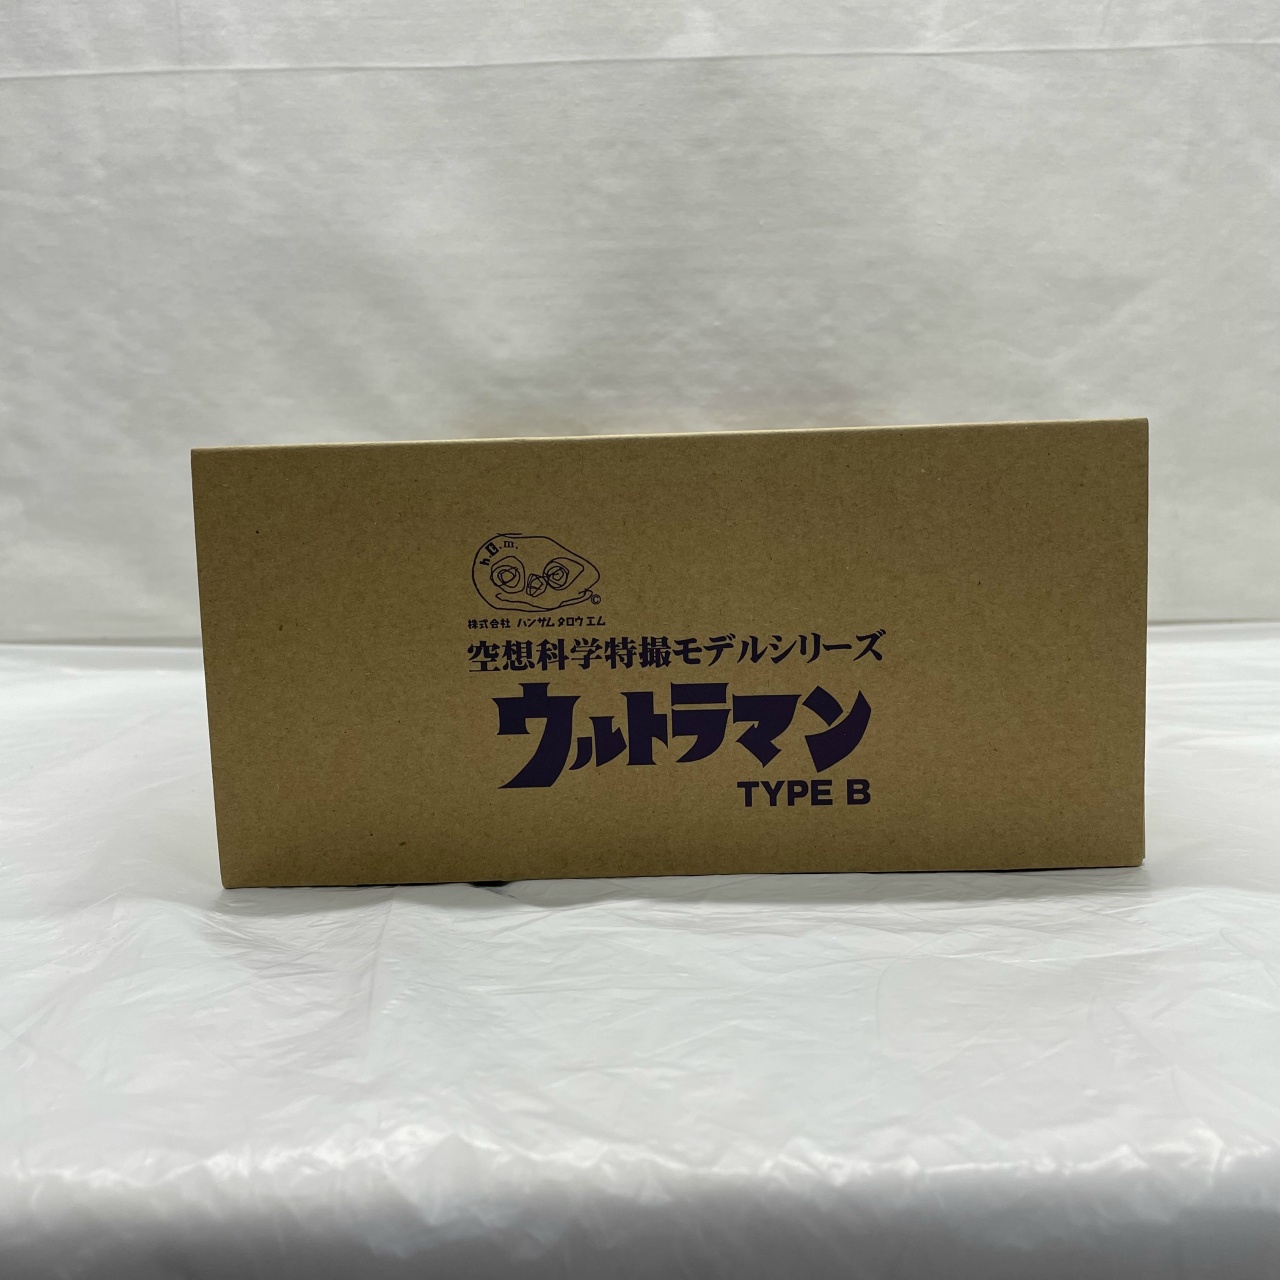 h.t.m.
©
株式会社 ハンサムタロウエム
空想科学特撮モデルシリーズ
ウルトラマン
TYPE B